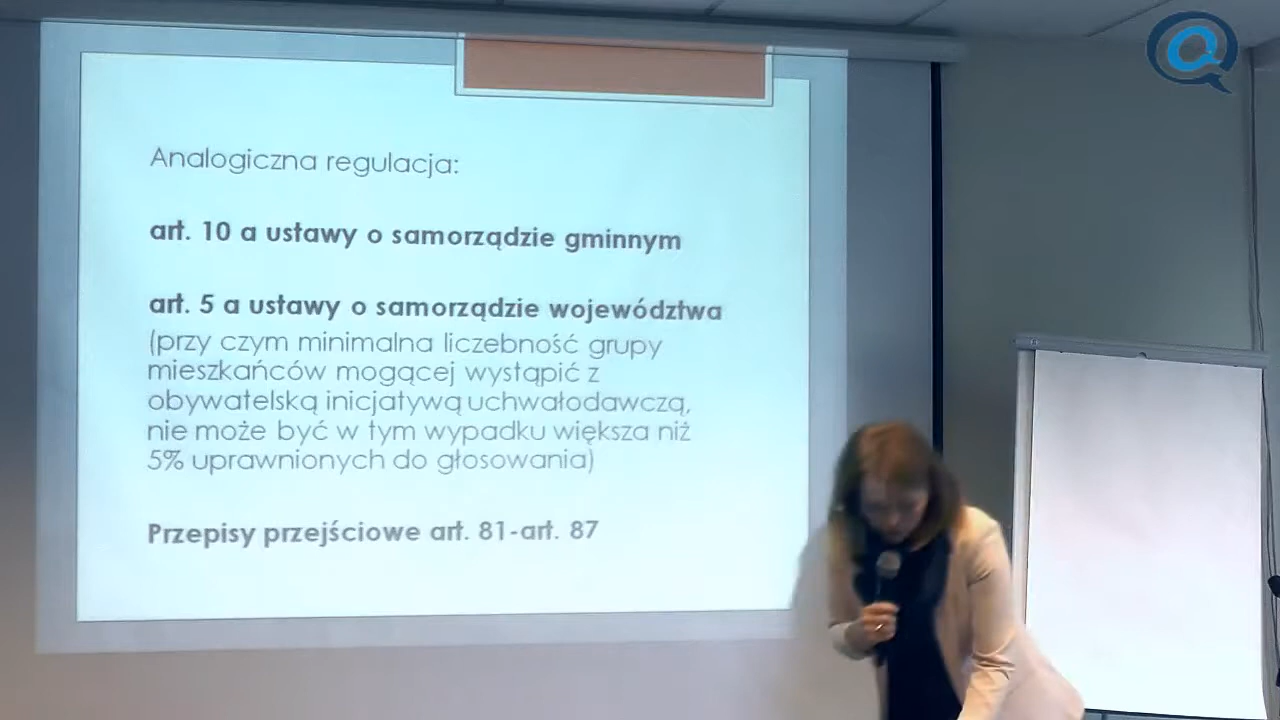 Analogiczna regulacja:
art. 10 a ustawy o samorządzie gminnym
art. 5 a ustawy o samorządzie województwa
(przy czym minimalna liczebność grupy
mieszkańców mogącej wystąpić z
obywatelską inicjatywą uchwałodawczą,
nie może być w tym wypadku większa niż
5% uprawnionych do głosowania)
Przepisy przejściowe art. 81-art. 87